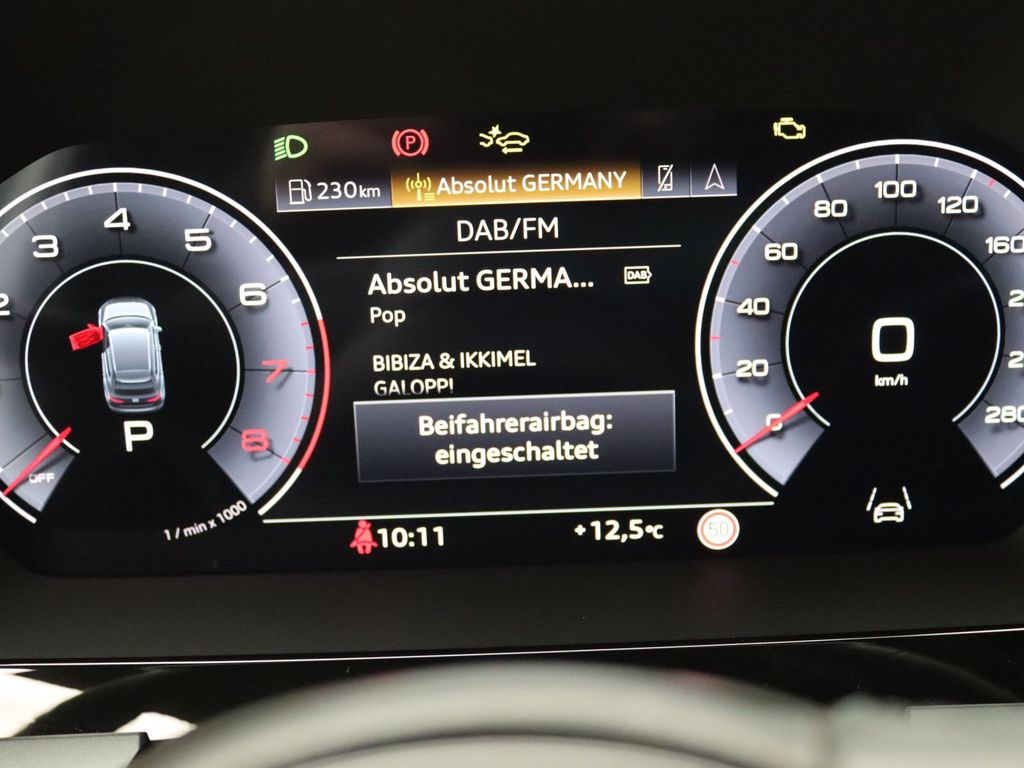 P
230 km
Absolut GERMANY
DAB/FM
Absolut GERMA...
DAB
Pop
BIBIZA & IKKIMEL
GALOPP!
Beifahrerairbag:
eingeschaltet
10:11
+12,5°C
50
2
3
4
5
6
7
8
P
OFF
1 / min x 1000
20
40
60
80
100
120
160
280
0
km/h